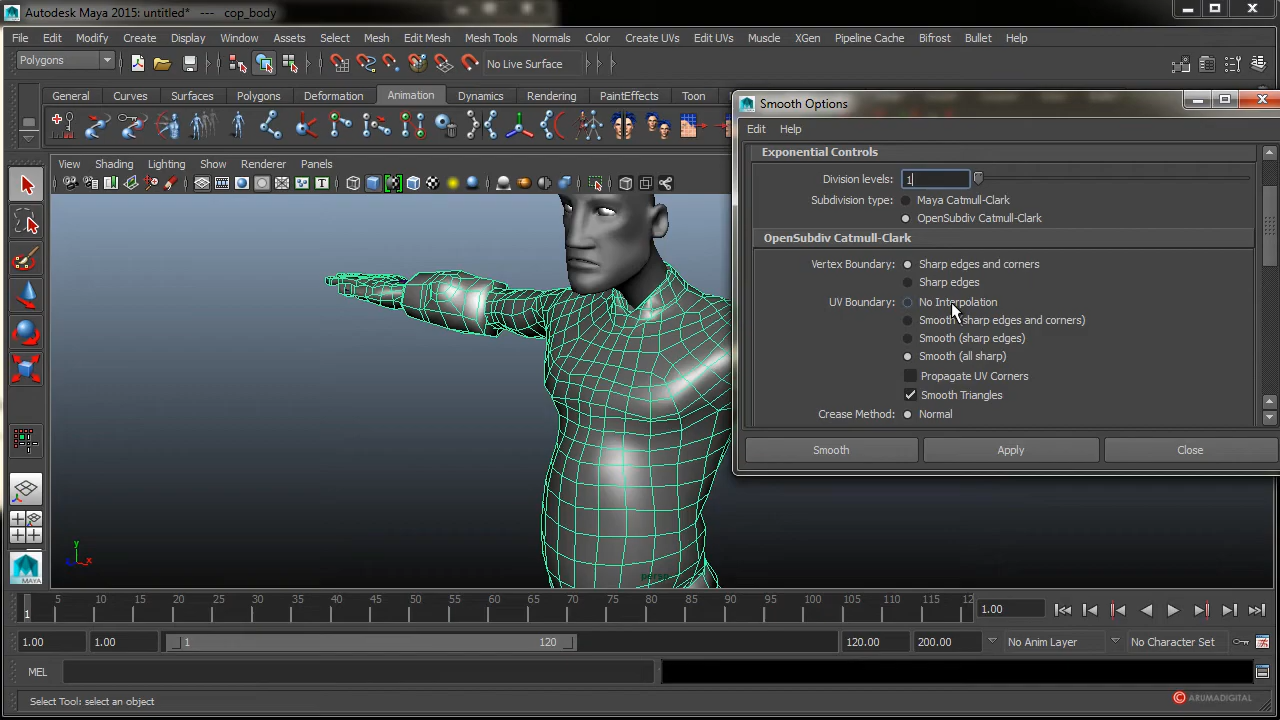 Autodesk Maya 2015: untitled* --- cop_body
File Edit Modify Create Display Window Assets Select Mesh Edit Mesh Mesh Tools Normals Color Create UVs Edit UVs Muscle XGen Pipeline Cache Bifrost Bullet Help
Polygons
No Live Surface
General Curves Surfaces Polygons Deformation Animation Dynamics Rendering PaintEffects Toon
Smooth Options
Edit Help
View Shading Lighting Show Renderer Panels
Exponential Controls
Division levels: 1
Subdivision type: Maya Catmull-Clark
OpenSubdiv Catmull-Clark
OpenSubdiv Catmull-Clark
Vertex Boundary: Sharp edges and corners
Sharp edges
UV Boundary: No Interpolation
Smooth (sharp edges and corners)
Smooth (sharp edges)
Smooth (all sharp)
Propagate UV Corners
Smooth Triangles
Crease Method: Normal
Smooth Apply Close
y
x
persp
MAYA
1 5 10 15 20 25 30 35 40 45 50 55 60 65 70 75 80 85 90 95 100 105 110 115 12
1.00
1.00 1.00 1 120 120.00 200.00 No Anim Layer No Character Set
MEL
Select Tool: select an object
C ARUMADIGITAL